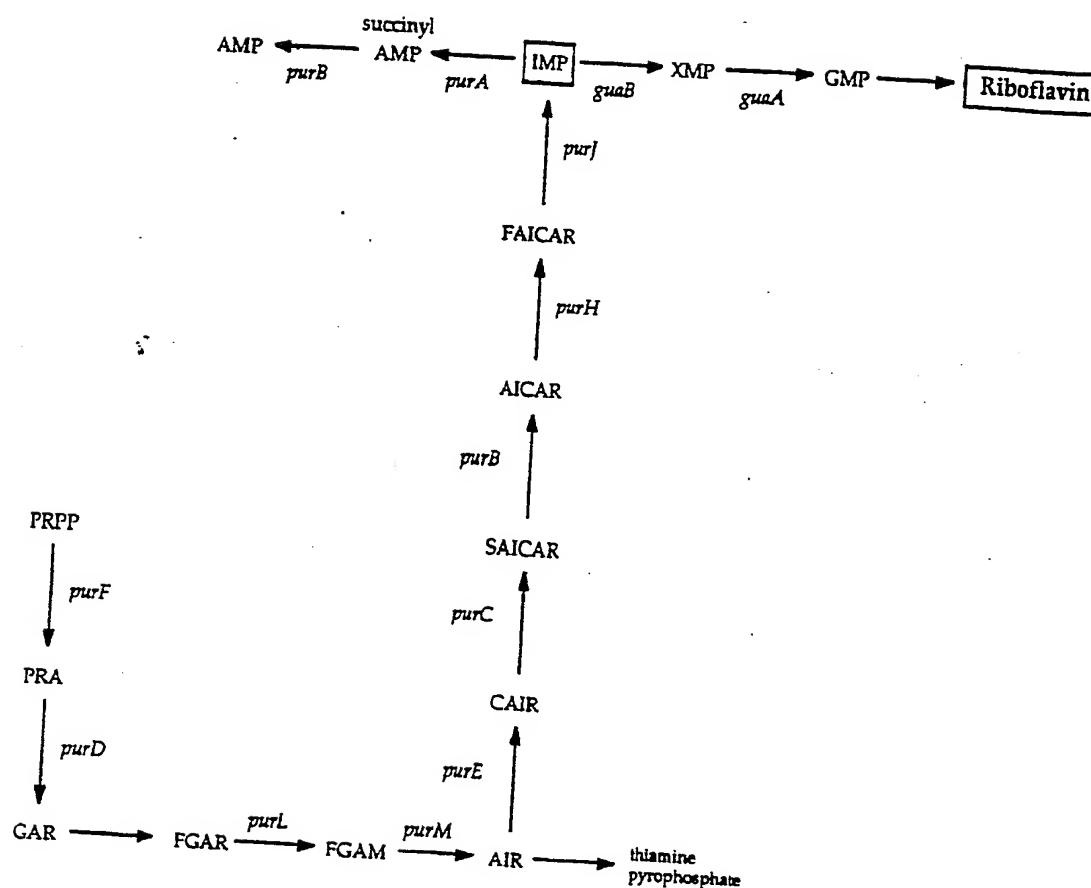 succinyl
AMP
AMP
IMP
XMP
GMP
Riboflavin
purB
purA
guaB
guaA
purJ
FAICAR
purH
AICAR
purB
PRPP
SAICAR
purF
purC
PRA
CAIR
purD
purE
GAR
FGAR
purL
FGAM
purM
AIR
thiamine
pyrophosphate